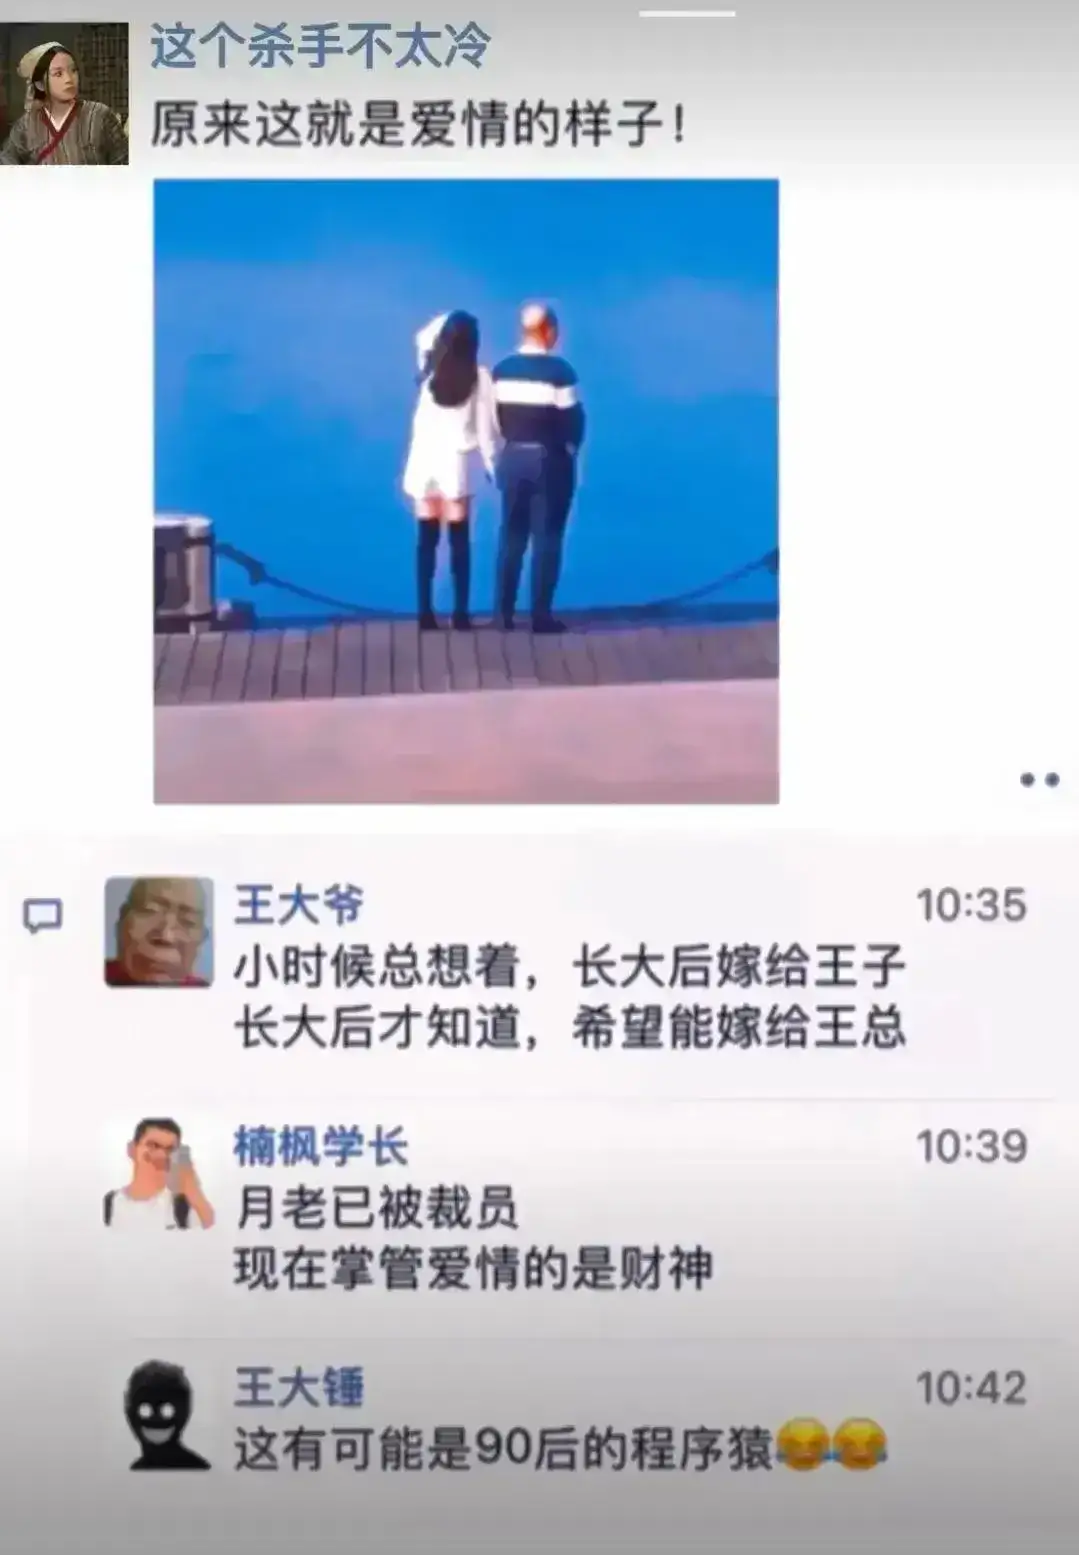 这个杀手不太冷
原来这就是爱情的样子！
王大爷
10:35
小时候总想着，长大后嫁给王子
长大后才知道，希望能嫁给王总
楠枫学长
10:39
月老已被裁员
现在掌管爱情的是财神
王大锤
10:42
这有可能是90后的程序猿😂😂